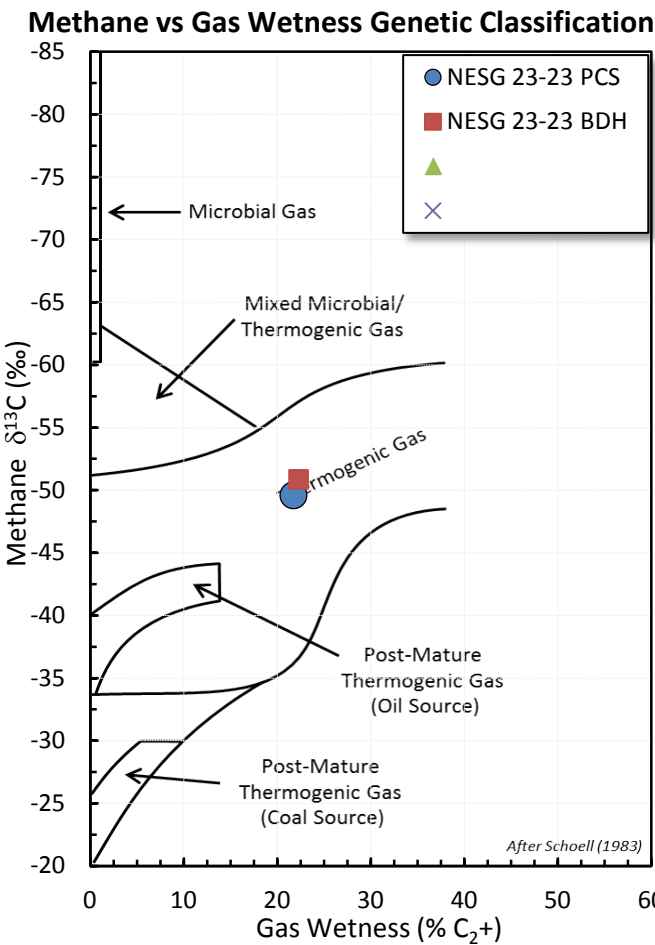 Methane vs Gas Wetness Genetic Classification
-85
-80
-75
-70
-65
-60
-55
-50
-45
-40
-35
-30
-25
-20
Methane δ¹³C (‰)
NESG 23-23 PCS
NESG 23-23 BDH
Microbial Gas
Mixed Microbial/
Thermogenic Gas
Gas
Post-Mature
Thermogenic Gas
(Oil Source)
Post-Mature
Thermogenic Gas
(Coal Source)
After Schoell (1983)
0
10
20
30
40
50
Gas Wetness (% C₂+)